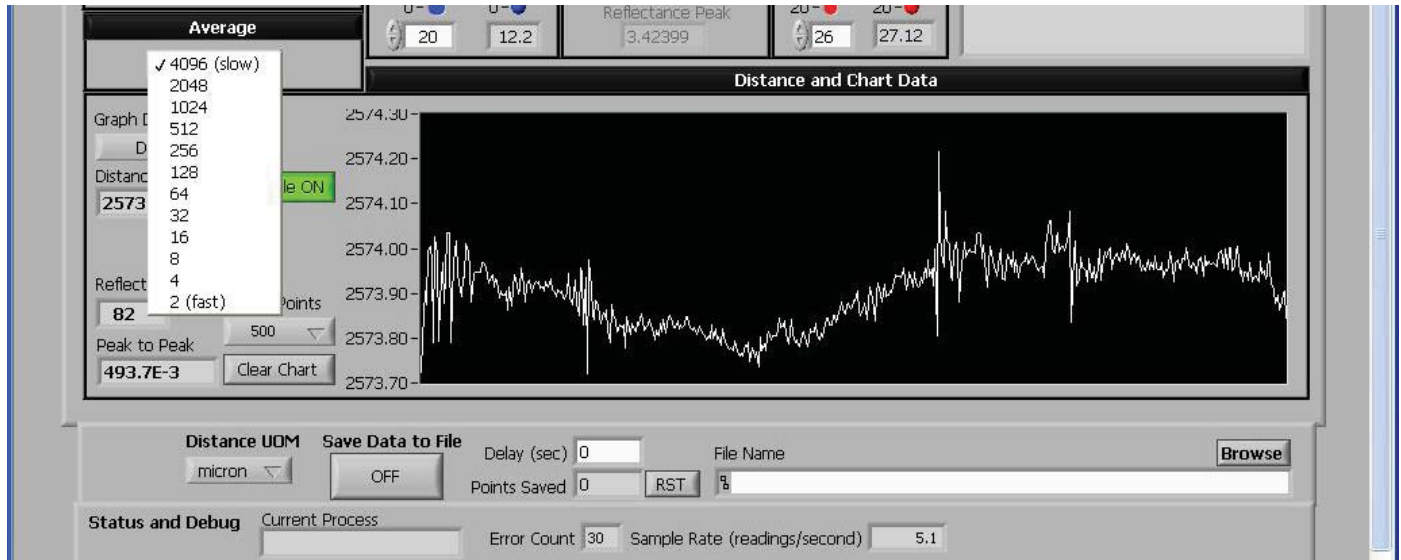 Average
0-
0-
20
12.2
Reflectance Peak
3.42399
20-
20-
26
27.12
✓ 4096 (slow)
2048
1024
512
256
128
64
32
16
8
4
2 (fast)
Distance and Chart Data
Graph
D
Distanc
2573
le ON
Reflect
82
Points
500
Peak to Peak
493.7E-3
Clear Chart
2574.30
2574.20
2574.10
2574.00
2573.90
2573.80
2573.70
Distance UOM
micron
Save Data to File
OFF
Delay (sec) 0
Points Saved 0 RST
File Name
Browse
Status and Debug
Current Process
Error Count 30
Sample Rate (readings/second) 5.1